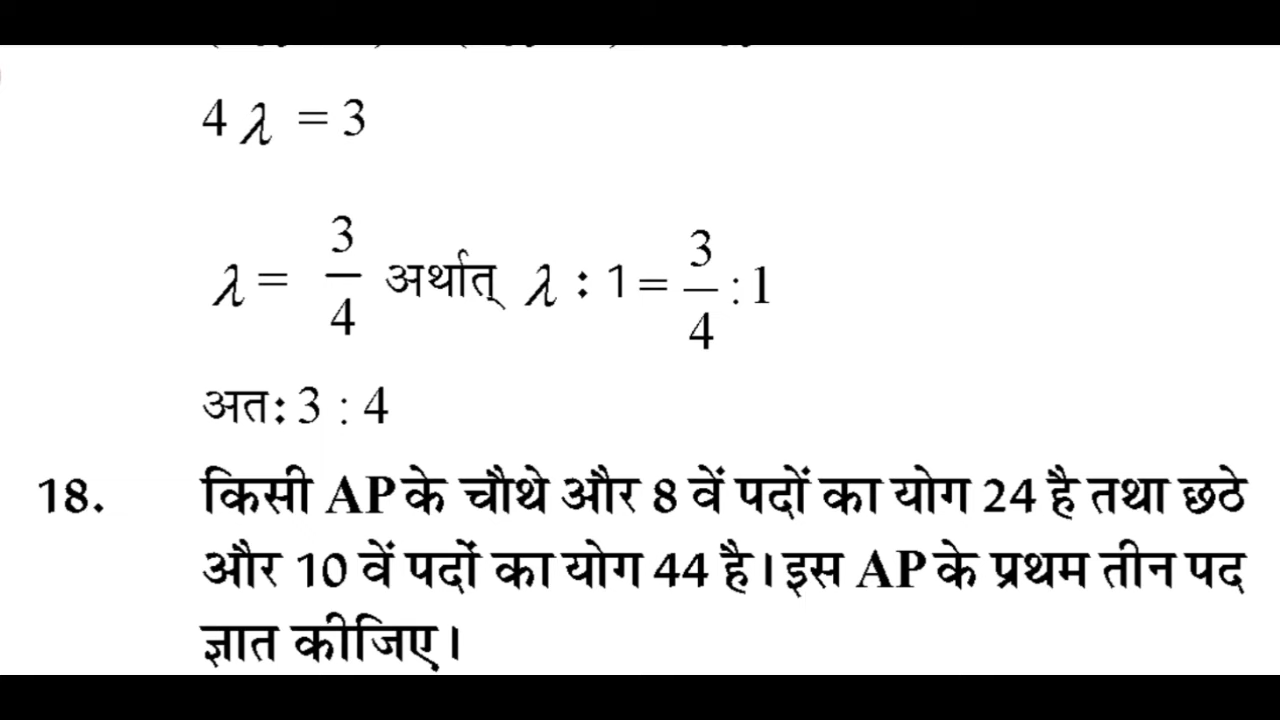 4 λ = 3
λ = 3/4 अर्थात् λ : 1 = 3/4 : 1
अतः 3 : 4
18. किसी AP के चौथे और 8 वें पदों का योग 24 है तथा छठे
और 10 वें पदों का योग 44 है। इस AP के प्रथम तीन पद
ज्ञात कीजिए।